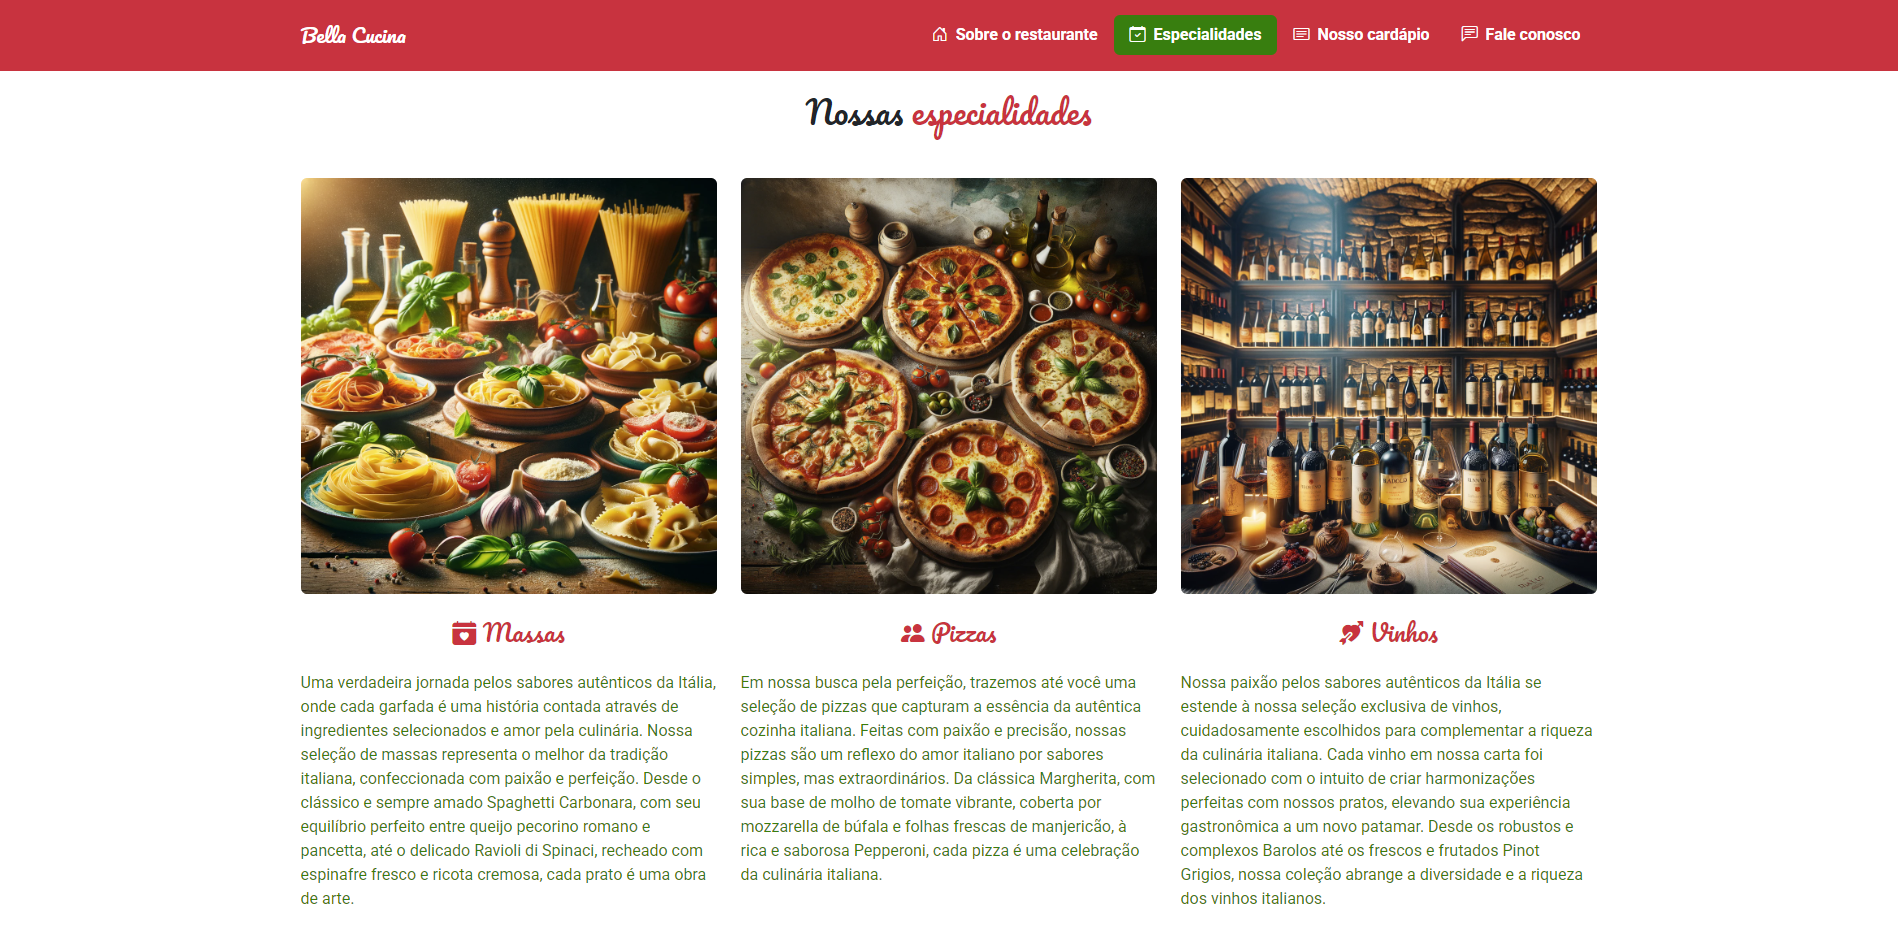 Bella Cucina
Sobre o restaurante
Especialidades
Nosso cardápio
Fale conosco
Nossas especialidades
Massas
Uma verdadeira jornada pelos sabores autênticos da Itália,
onde cada garfada é uma história contada através de
ingredientes selecionados e amor pela culinária. Nossa
seleção de massas representa o melhor da tradição
italiana, confeccionada com paixão e perfeição. Desde o
clássico e sempre amado Spaghetti Carbonara, com seu
equilíbrio perfeito entre queijo pecorino romano e
pancetta, até o delicado Ravioli di Spinaci, recheado com
espinafre fresco e ricota cremosa, cada prato é uma obra
de arte.
Pizzas
Em nossa busca pela perfeição, trazemos até você uma
seleção de pizzas que capturam a essência da autêntica
cozinha italiana. Feitas com paixão e precisão, nossas
pizzas são um reflexo do amor italiano por sabores
simples, mas extraordinários. Da clássica Margherita, com
sua base de molho de tomate vibrante, coberta por
mozzarella de búfala e folhas frescas de manjericão, à
rica e saborosa Pepperoni, cada pizza é uma celebração
da culinária italiana.
Vinhos
Nossa paixão pelos sabores autênticos da Itália se
estende à nossa seleção exclusiva de vinhos,
cuidadosamente escolhidos para complementar a riqueza
da culinária italiana. Cada vinho em nossa carta foi
selecionado com o intuito de criar harmonizações
perfeitas com nossos pratos, elevando sua experiência
gastronômica a um novo patamar. Desde os robustos e
complexos Barolos até os frescos e frutados Pinot
Grigios, nossa coleção abrange a diversidade e a riqueza
dos vinhos italianos.